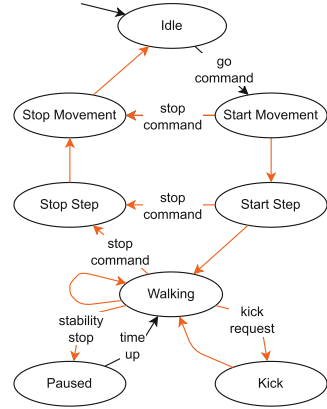 Idle
go
command
Stop Movement
stop
command
Start Movement
Stop Step
stop
command
Start Step
stop
command
Walking
stability
stop
time
up
kick
request
Paused
Kick